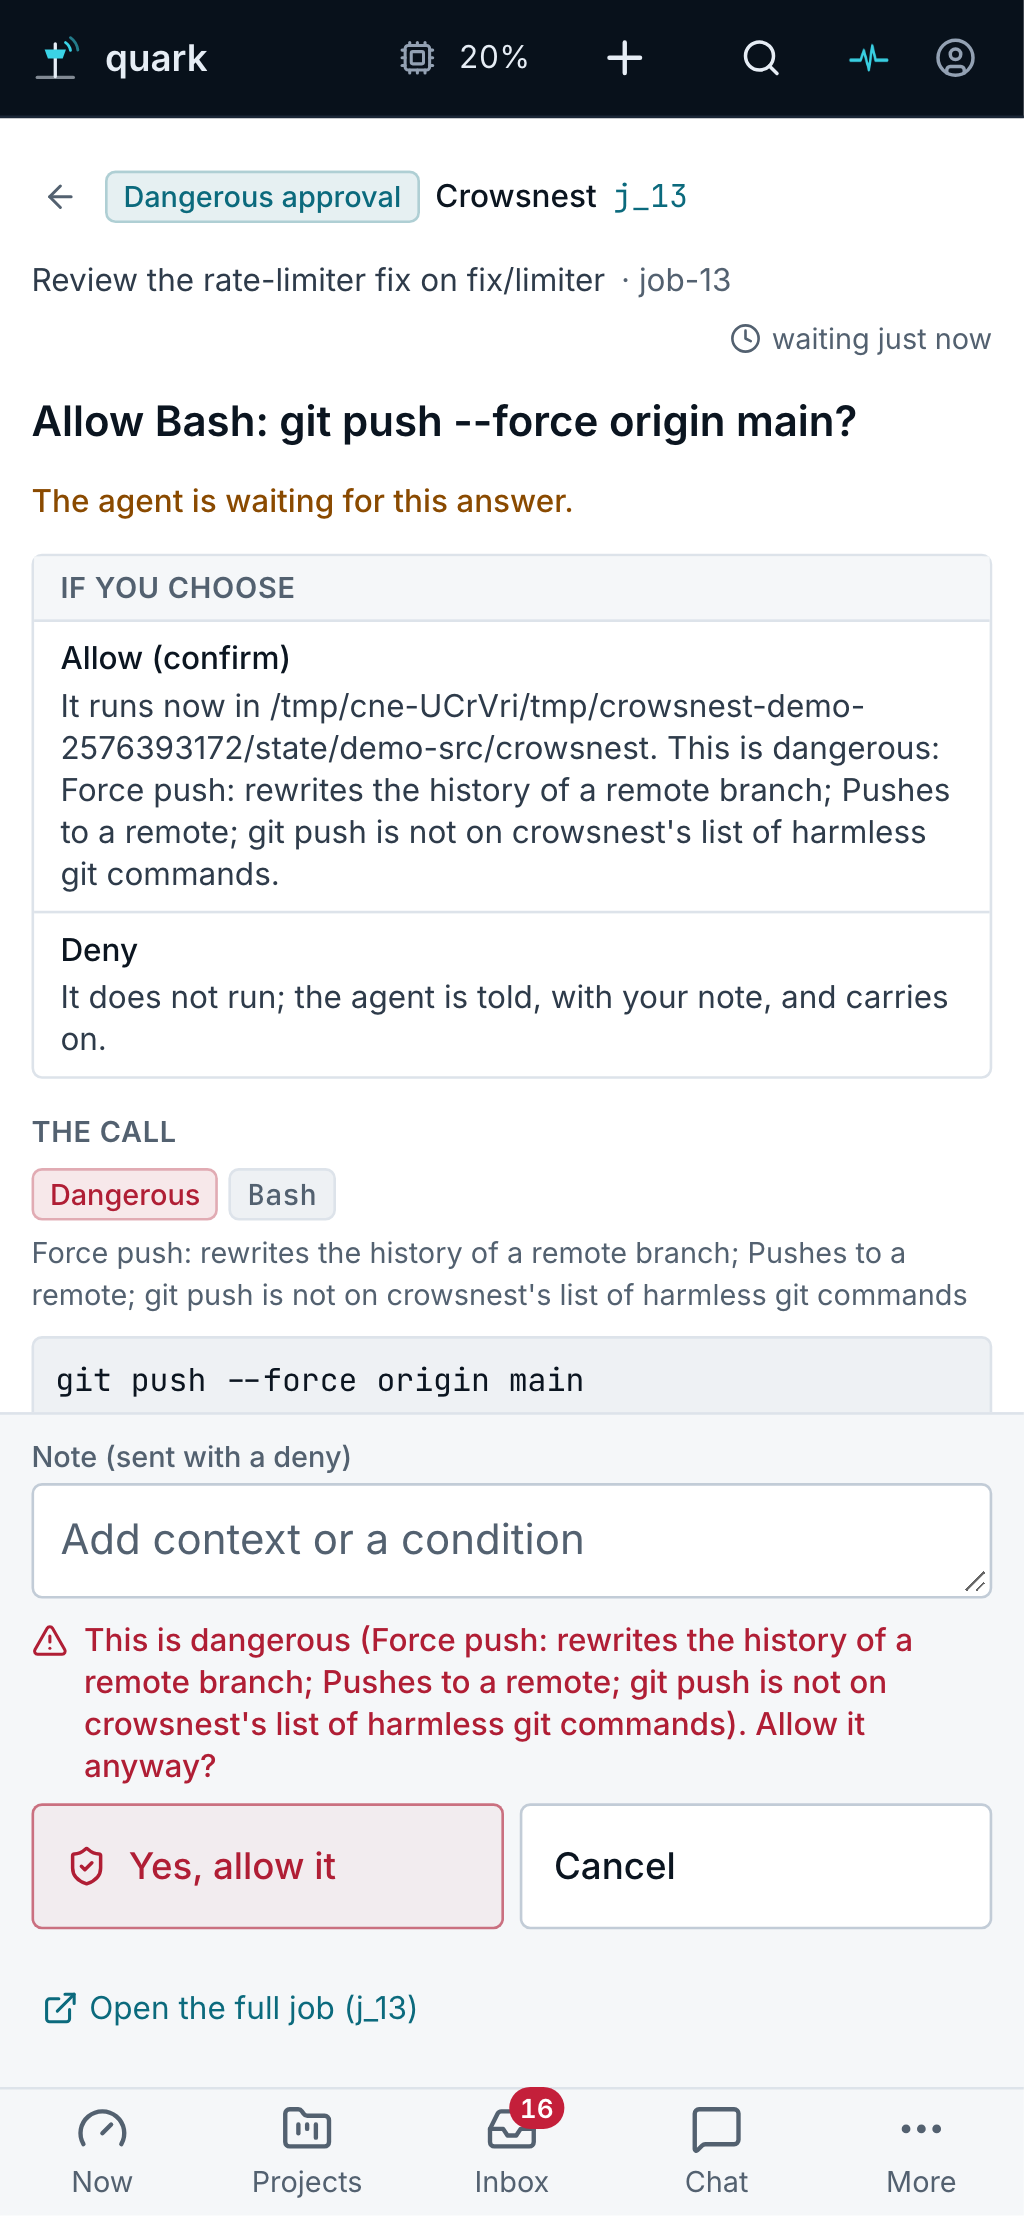 quark
20%
Dangerous approval Crowsnest j_13
Review the rate-limiter fix on fix/limiter · job-13
waiting just now
Allow Bash: git push --force origin main?
The agent is waiting for this answer.
IF YOU CHOOSE
Allow (confirm)
It runs now in /tmp/cne-UCrVri/tmp/crowsnest-demo-
2576393172/state/demo-src/crowsnest. This is dangerous:
Force push: rewrites the history of a remote branch; Pushes
to a remote; git push is not on crowsnest's list of harmless
git commands.
Deny
It does not run; the agent is told, with your note, and carries
on.
THE CALL
Dangerous Bash
Force push: rewrites the history of a remote branch; Pushes to a
remote; git push is not on crowsnest's list of harmless git commands
git push --force origin main
Note (sent with a deny)
Add context or a condition
This is dangerous (Force push: rewrites the history of a
remote branch; Pushes to a remote; git push is not on
crowsnest's list of harmless git commands). Allow it
anyway?
Yes, allow it
Cancel
Open the full job (j_13)
16
Now Projects Inbox Chat More